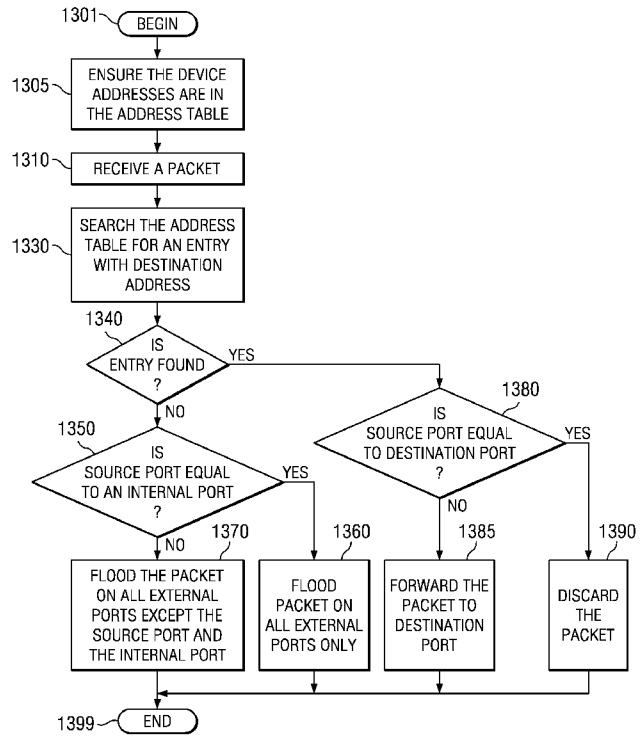 1301
BEGIN
1305
ENSURE THE DEVICE
ADDRESSES ARE IN
THE ADDRESS TABLE
1310
RECEIVE A PACKET
1330
SEARCH THE ADDRESS
TABLE FOR AN ENTRY
WITH DESTINATION
ADDRESS
1340
IS
ENTRY FOUND
?
YES
NO
1380
IS
SOURCE PORT EQUAL
TO DESTINATION PORT
?
YES
NO
1350
IS
SOURCE PORT EQUAL
TO AN INTERNAL PORT
?
YES
NO
1370
FLOOD THE PACKET
ON ALL EXTERNAL
PORTS EXCEPT THE
SOURCE PORT AND
THE INTERNAL PORT
1360
FLOOD
PACKET ON
ALL EXTERNAL
PORTS ONLY
1385
FORWARD THE
PACKET TO
DESTINATION
PORT
1390
DISCARD
THE
PACKET
1399
END